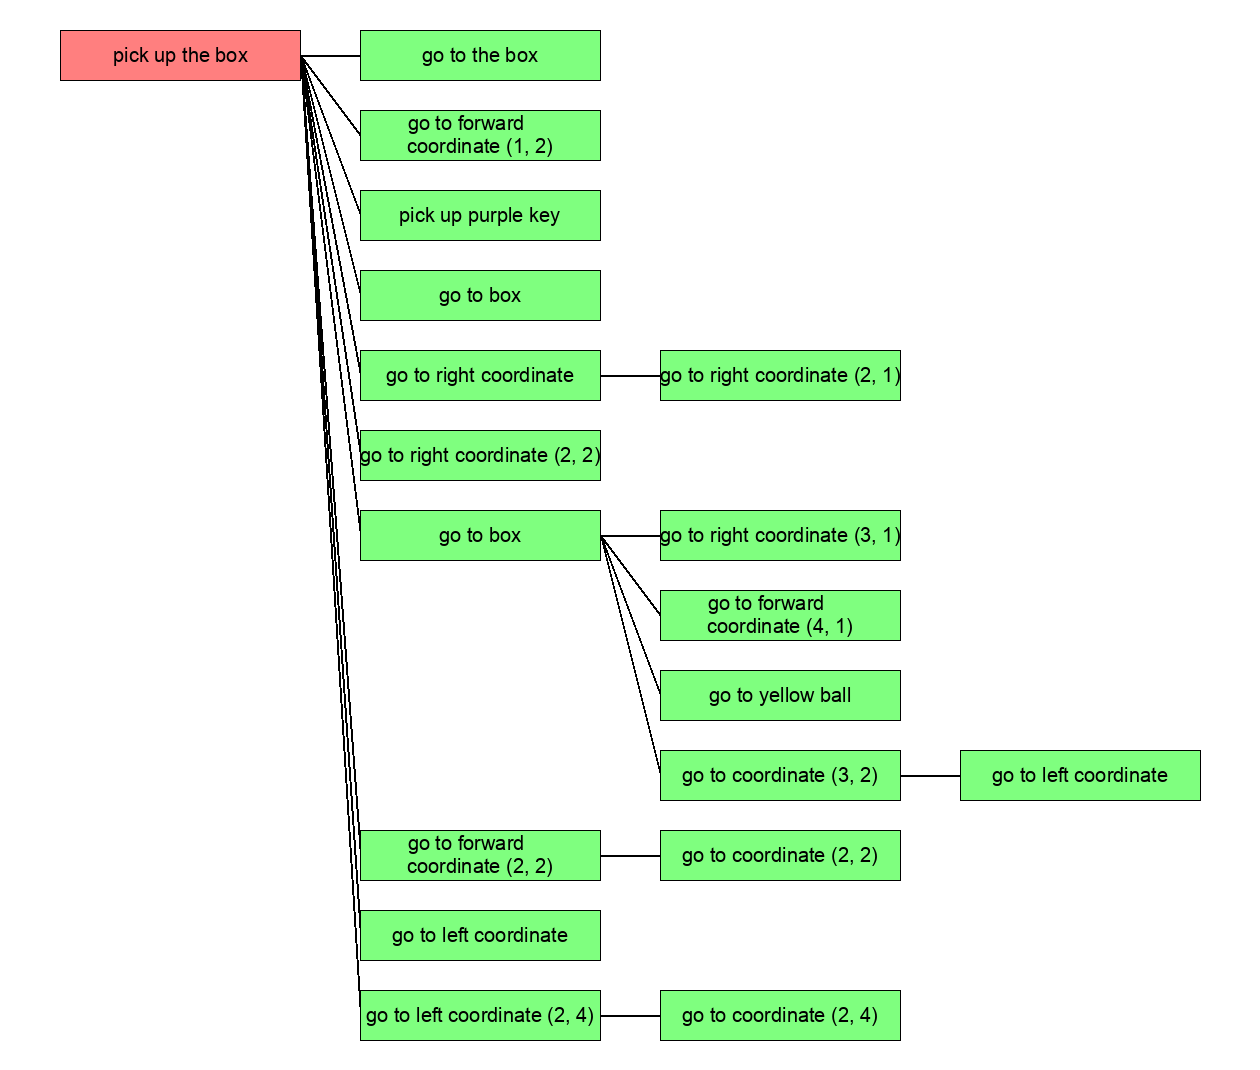 pick up the box
go to the box
go to forward
coordinate (1, 2)
pick up purple key
go to box
go to right coordinate
go to right coordinate (2, 1)
go to right coordinate (2, 2)
go to box
go to right coordinate (3, 1)
go to forward
coordinate (4, 1)
go to yellow ball
go to coordinate (3, 2)
go to left coordinate
go to forward
coordinate (2, 2)
go to coordinate (2, 2)
go to left coordinate
go to left coordinate (2, 4)
go to coordinate (2, 4)